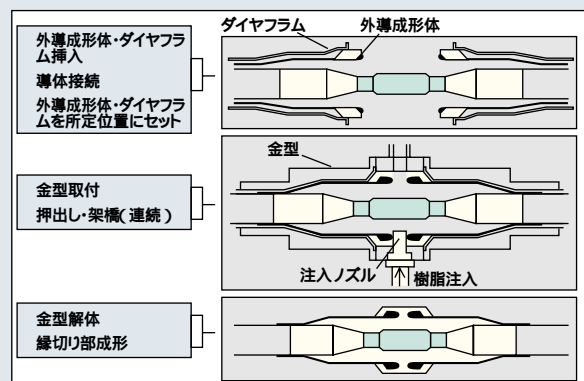 外導成形体・ダイヤフラ
ム挿入
導体接続
外導成形体・ダイヤフラ
ムを所定位置にセット
ダイヤフラム
外導成形体
金型取付
押出し・架橋(連続)
金型
注入ノズル
樹脂注入
金型解体
縁切り部成形